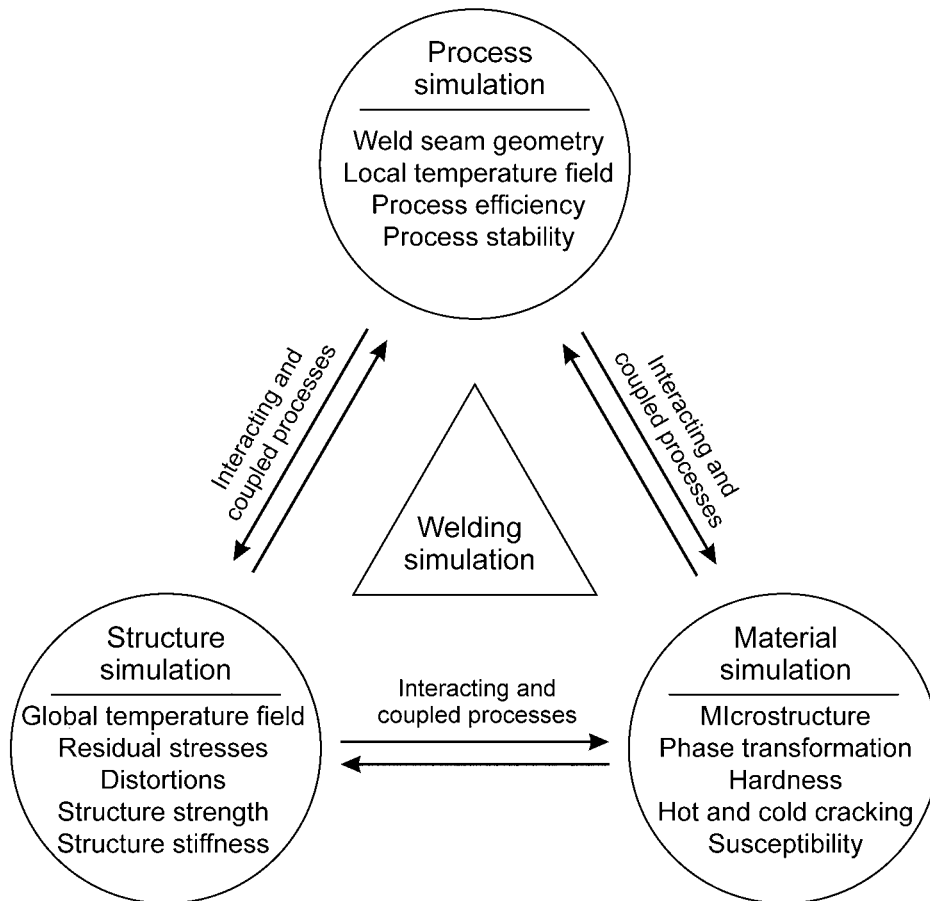 Process
simulation
Weld seam geometry
Local temperature field
Process efficiency
Process stability
Interacting and
coupled processes
Interacting and
coupled processes
Welding
simulation
Structure
simulation
Global temperature field
Residual stresses
Distortions
Structure strength
Structure stiffness
Interacting and
coupled processes
Material
simulation
MIcrostructure
Phase transformation
Hardness
Hot and cold cracking
Susceptibility